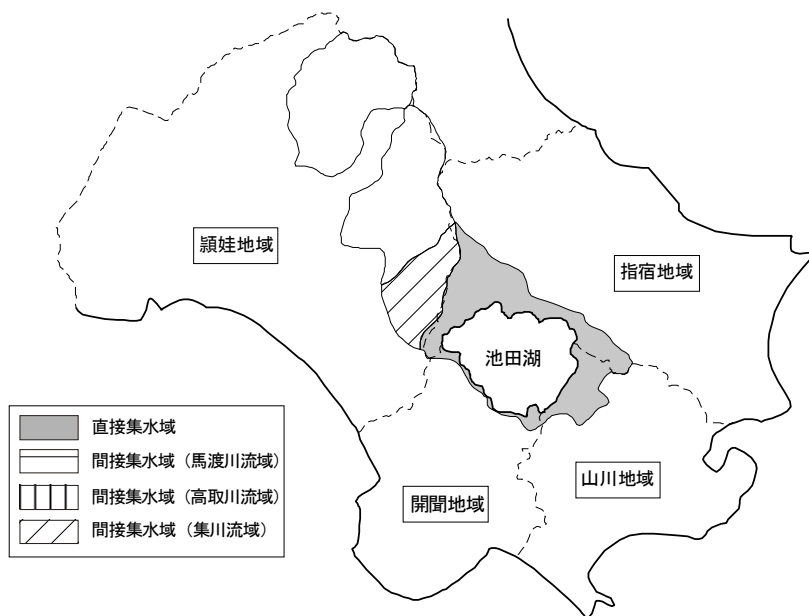 頴娃地域
指宿地域
池田湖
山川地域
開聞地域
直接集水域
間接集水域（馬渡川流域）
間接集水域（高取川流域）
間接集水域（集川流域）